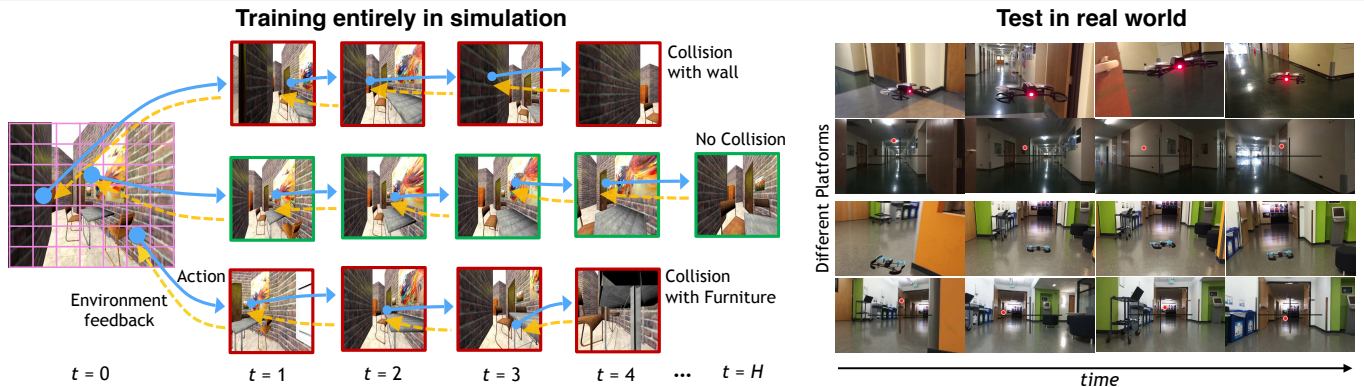 Training entirely in simulation
Test in real world
Collision
with wall
No Collision
Action
Environment
feedback
Collision
with Furniture
t = 0
t = 1
t = 2
t = 3
t = 4
...
t = H
Different Platforms
time